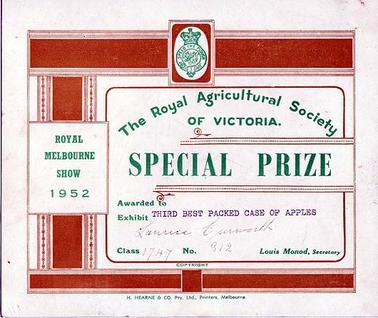 The Royal Agricultural Society
OF VICTORIA.
ROYAL
MELBOURNE
SHOW
1952
SPECIAL PRIZE
Awarded to
Exhibit THIRD BEST PACKED CASE OF APPLES
Class 1747 No. 912 Louis Monod, Secretary
COPYRIGHT
H. HEARNE & CO. Pty. Ltd., Printers, Melbourne.